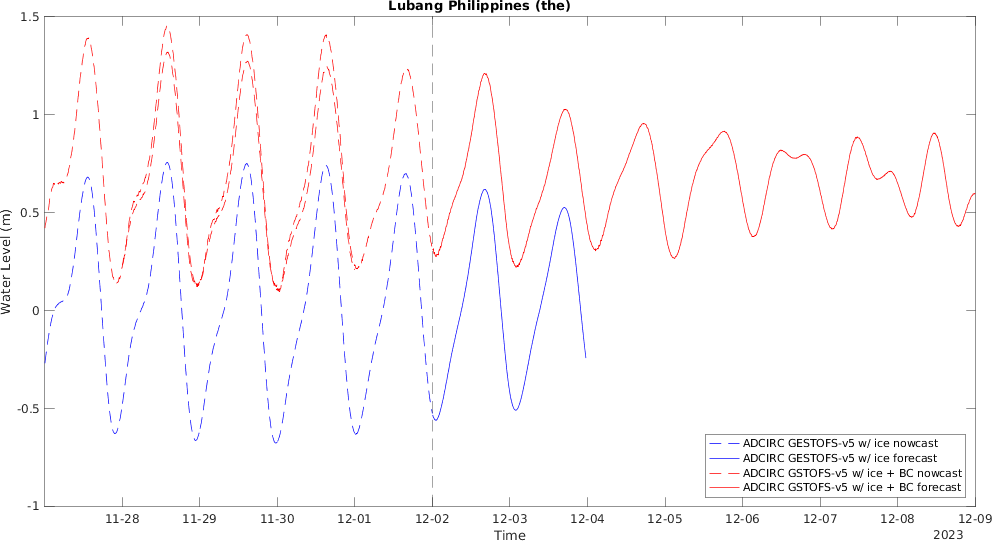 Lubang Philippines (the)
1.5
1
0.5
0
-0.5
-1
Water Level (m)
11-28 11-29 11-30 12-01 12-02 12-03 12-04 12-05 12-06 12-07 12-08 12-09
Time
2023
ADCIRC GESTOFS-v5 w/ ice nowcast
ADCIRC GESTOFS-v5 w/ ice forecast
ADCIRC GSTOFS-v5 w/ ice + BC nowcast
ADCIRC GSTOFS-v5 w/ ice + BC forecast